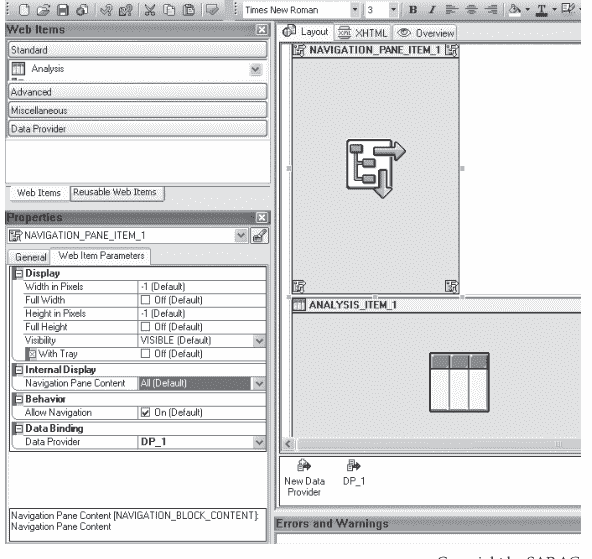 Times New Roman 3 B I
Web Items
Standard
Analysis
Advanced
Miscellaneous
Data Provider
Web Items Reusable Web Items
Properties
NAVIGATION_PANE_ITEM_1
General Web Item Parameters
Display
Width in Pixels -1 (Default)
Full Width Off (Default)
Height in Pixels -1 (Default)
Full Height Off (Default)
Visibility VISIBLE (Default)
With Tray Off (Default)
Internal Display
Navigation Pane Content All (Default)
Behavior
Allow Navigation On (Default)
Data Binding
Data Provider DP_1
Navigation Pane Content [NAVIGATION_BLOCK_CONTENT]:
Navigation Pane Content
Layout XHTML Overview
NAVIGATION_PANE_ITEM_1
ANALYSIS_ITEM_1
New Data Provider
DP_1
Errors and Warnings